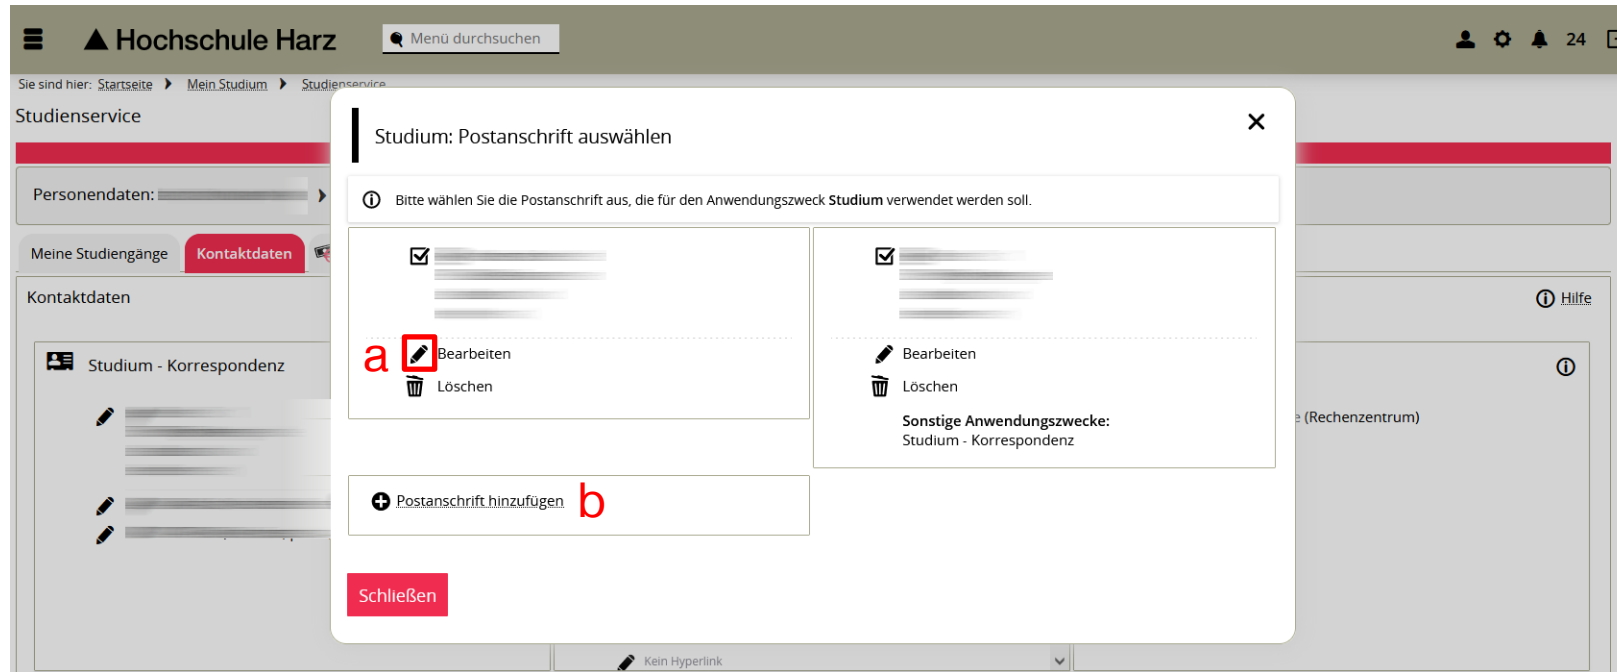 Hochschule Harz
Menü durchsuchen
24
Sie sind hier: Startseite Mein Studium Studienservice
Studienservice
Studium: Postanschrift auswählen
Personendaten:
Bitte wählen Sie die Postanschrift aus, die für den Anwendungszweck Studium verwendet werden soll.
Meine Studiengänge
Kontaktdaten
Kontaktdaten
Hilfe
Studium - Korrespondenz
a
Bearbeiten
Löschen
Bearbeiten
Löschen
Sonstige Anwendungszwecke:
Studium - Korrespondenz
(Rechenzentrum)
Postanschrift hinzufügen
b
Schließen
Kein Hyperlink